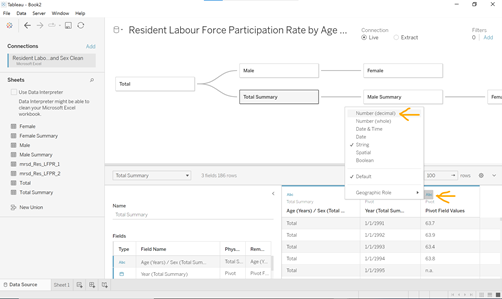 Tableau - Book2
File Data Server Window Help
Connections Add
Resident Labo...and Sex Clean
Microsoft Excel
Sheets
Use Data Interpreter
Data Interpreter might be able to
clean your Microsoft Excel
workbook.
Female
Female Summary
Male
Male Summary
mrsd_Res_LFPR_1
mrsd_Res_LFPR_2
Total
Total Summary
New Union
Resident Labour Force Participation Rate by Age ...
Connection
Live Extract
Filters
0 Add
Total
Male
Female
Total Summary
Male Summary
Number (decimal)
Number (whole)
Date & Time
Date
String
Spatial
Boolean
Default
Geographic Role
Total Summary
3 fields 186 rows
100 rows
Name
Total Summary
Fields
Type Field Name Phys... Rem...
Abc Age (Years) / Sex (Total Sum... Total S... Age (Y...
Year (Total Summary) Pivot Pivot F...
Total Summary Pivot Pivot
Age (Years) / Sex (Total ... Year (Total Summ... Pivot Field Values
Total 1/1/1991 63.7
Total 1/1/1992 63.9
Total 1/1/1993 63.4
Total 1/1/1994 63.8
Total 1/1/1995 n.a.
Data Source Sheet 1